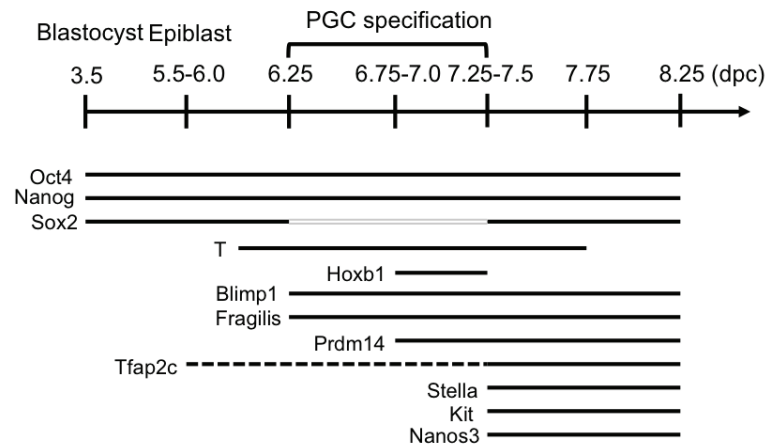 PGC specification
Blastocyst Epiblast
3.5 5.5-6.0 6.25 6.75-7.0 7.25-7.5 7.75 8.25 (dpc)
Oct4
Nanog
Sox2
T
Hoxb1
Blimp1
Fragilis
Prdm14
Tfap2c
Stella
Kit
Nanos3